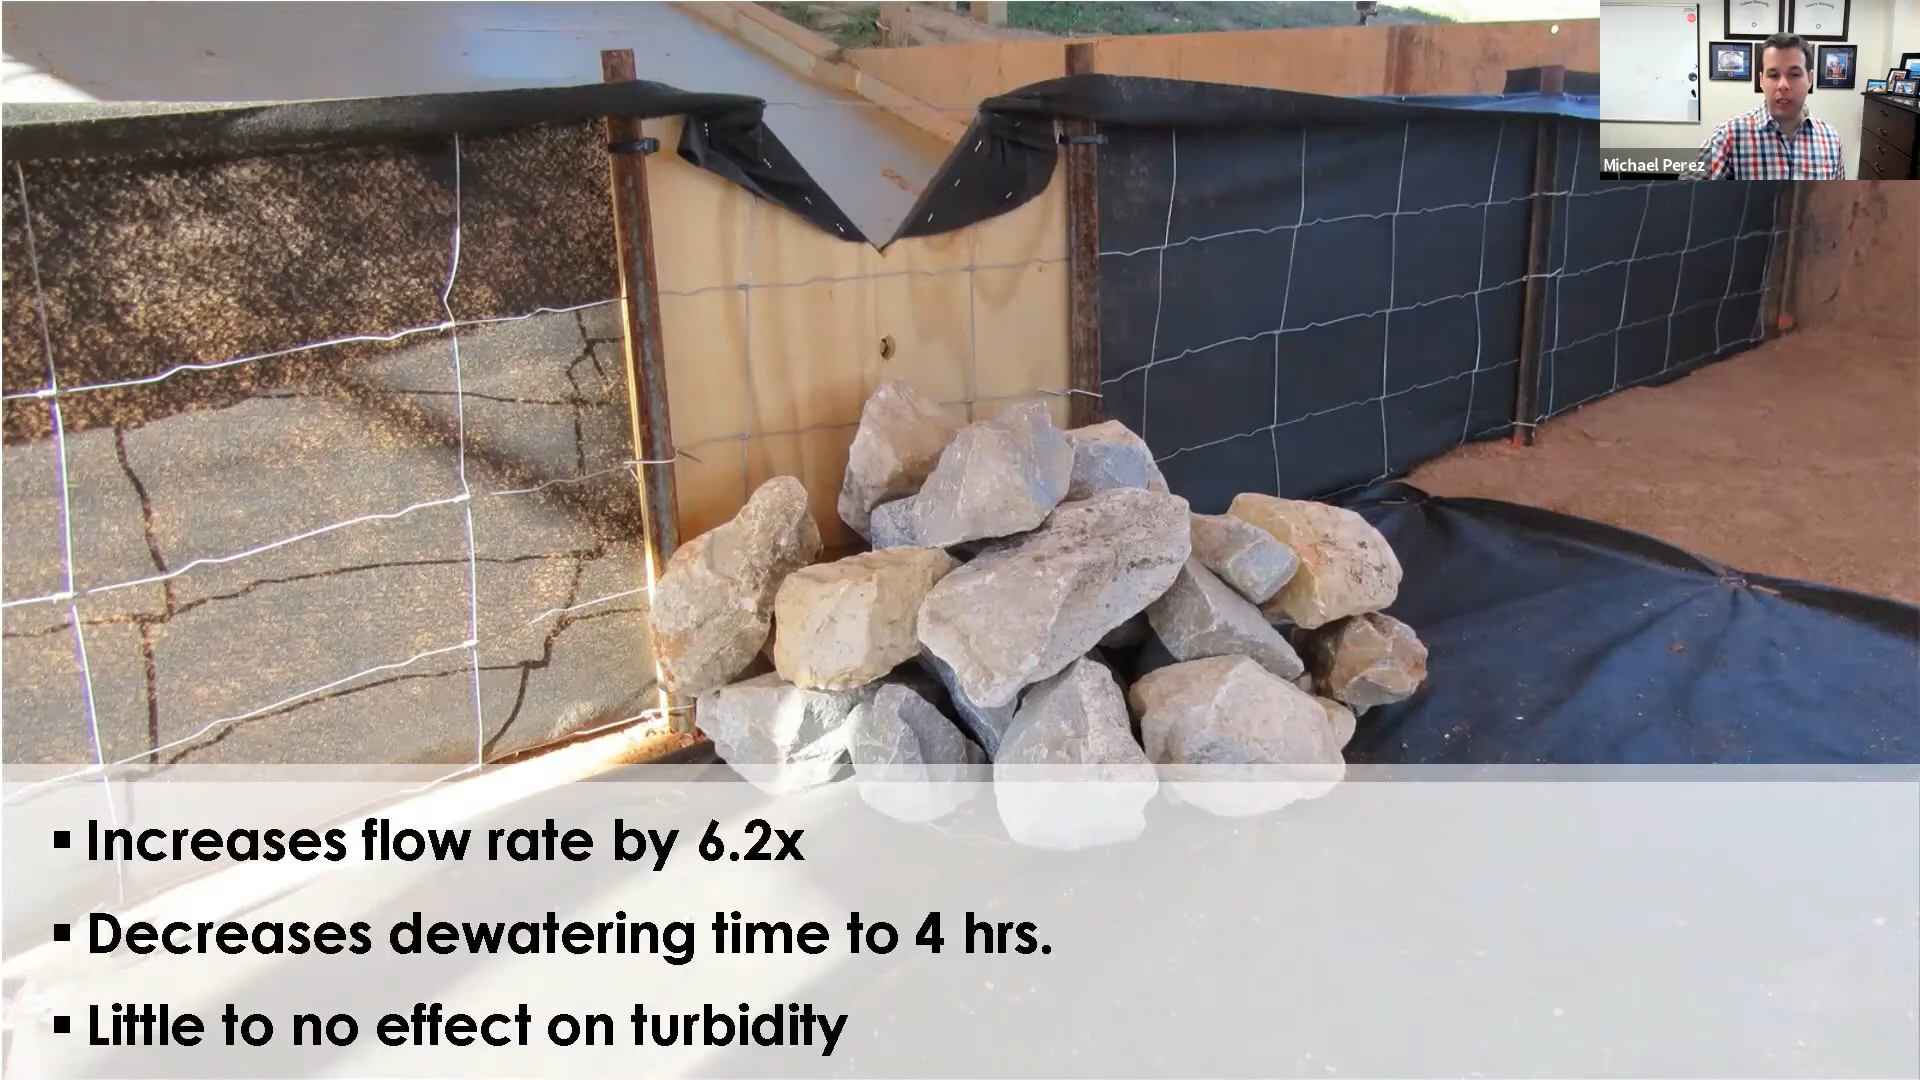 Michael Perez
▪ Increases flow rate by 6.2x
▪ Decreases dewatering time to 4 hrs.
▪ Little to no effect on turbidity